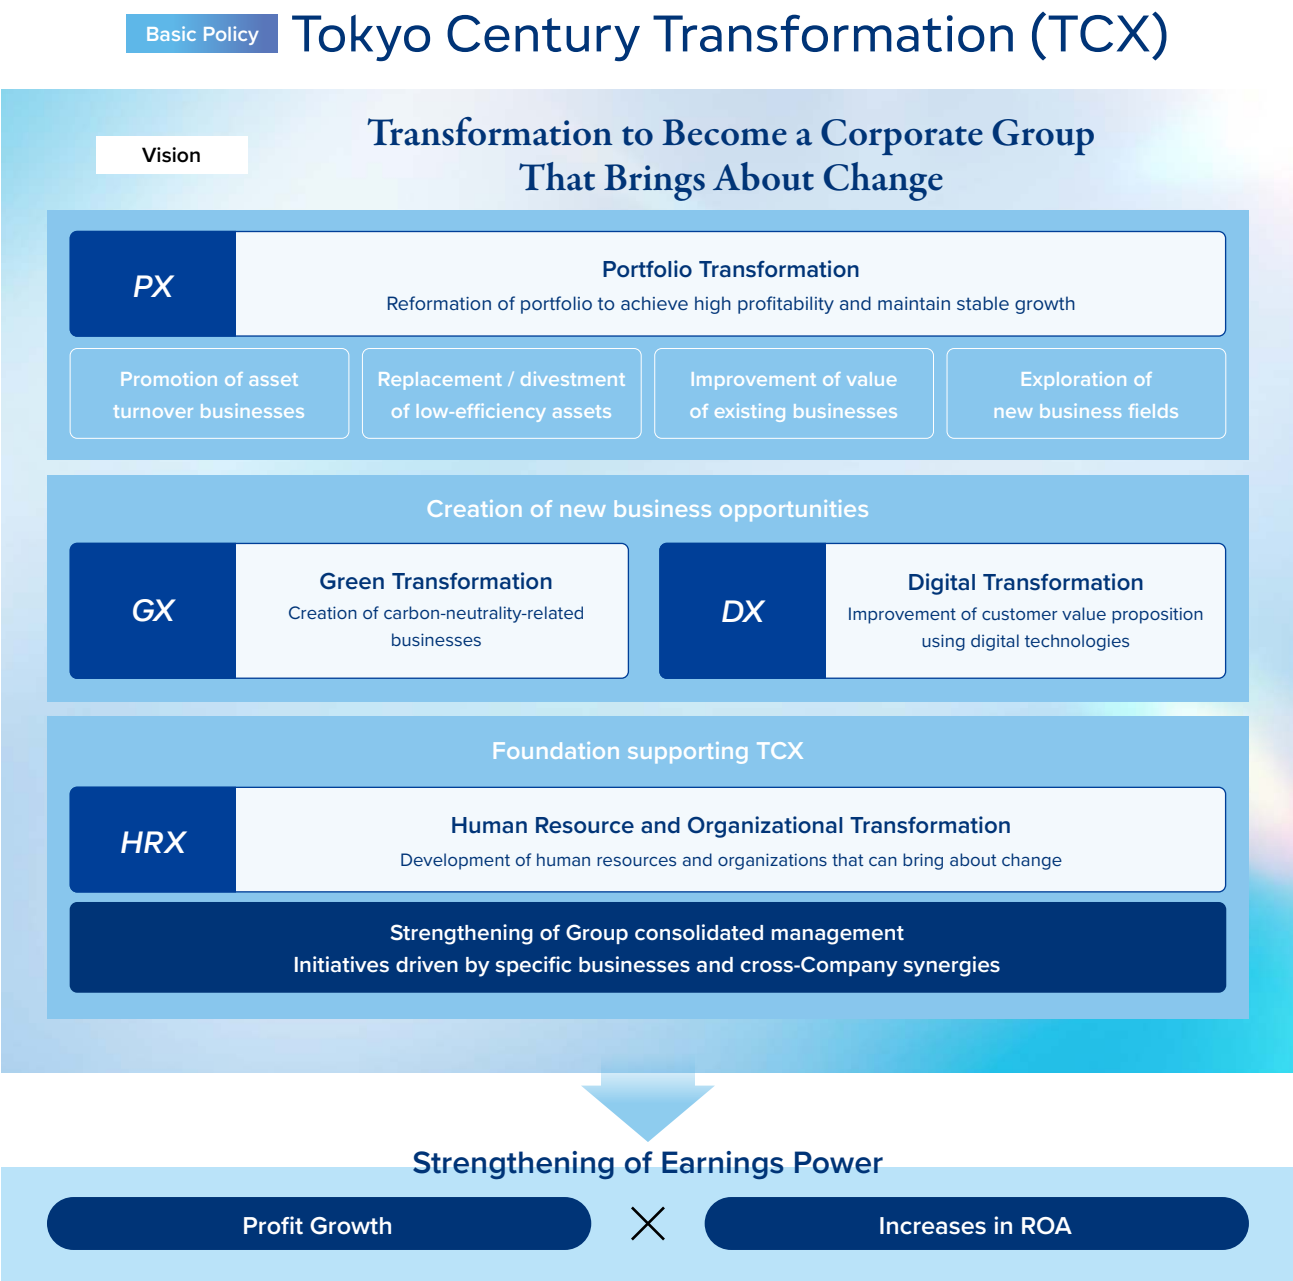 Basic Policy
Tokyo Century Transformation (TCX)
Vision
Transformation to Become a Corporate Group
That Brings About Change
PX
Portfolio Transformation
Reformation of portfolio to achieve high profitability and maintain stable growth
Promotion of asset
turnover businesses
Replacement / divestment
of low-efficiency assets
Improvement of value
of existing businesses
Exploration of
new business fields
Creation of new business opportunities
GX
Green Transformation
Creation of carbon-neutrality-related
businesses
DX
Digital Transformation
Improvement of customer value proposition
using digital technologies
Foundation supporting TCX
HRX
Human Resource and Organizational Transformation
Development of human resources and organizations that can bring about change
Strengthening of Group consolidated management
Initiatives driven by specific businesses and cross-Company synergies
Strengthening of Earnings Power
Profit Growth
×
Increases in ROA